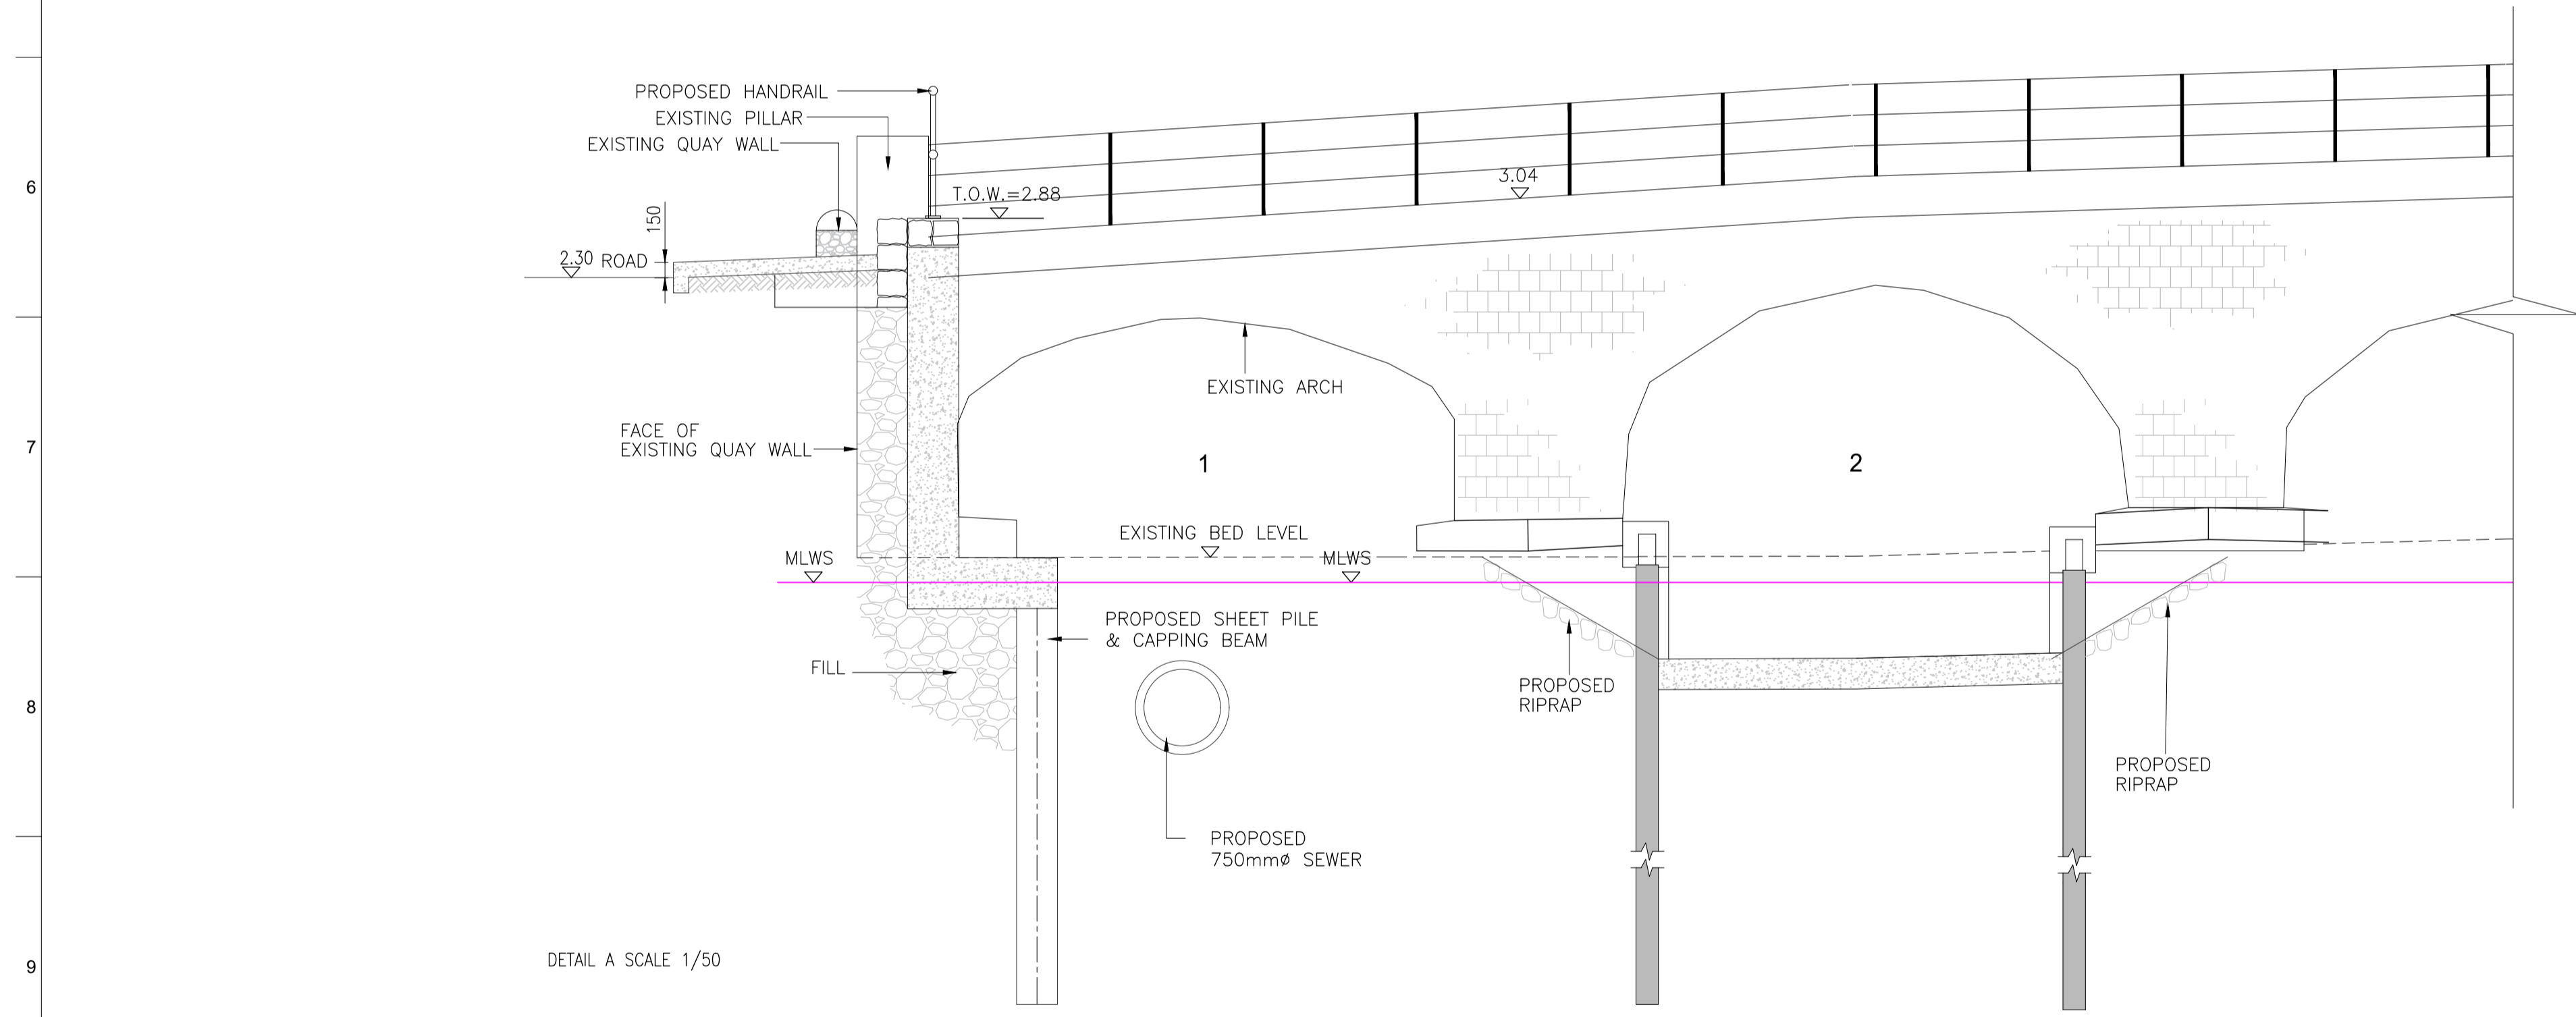 PROPOSED HANDRAIL
EXISTING PILLAR
EXISTING QUAY WALL
6
T.O.W.=2.88
3.04
150
2.30 ROAD
EXISTING ARCH
FACE OF
EXISTING QUAY WALL
7
1
2
EXISTING BED LEVEL
MLWS
MLWS
PROPOSED SHEET PILE
& CAPPING BEAM
FILL
PROPOSED
RIPRAP
8
PROPOSED
RIPRAP
PROPOSED
750mmø SEWER
DETAIL A SCALE 1/50
9